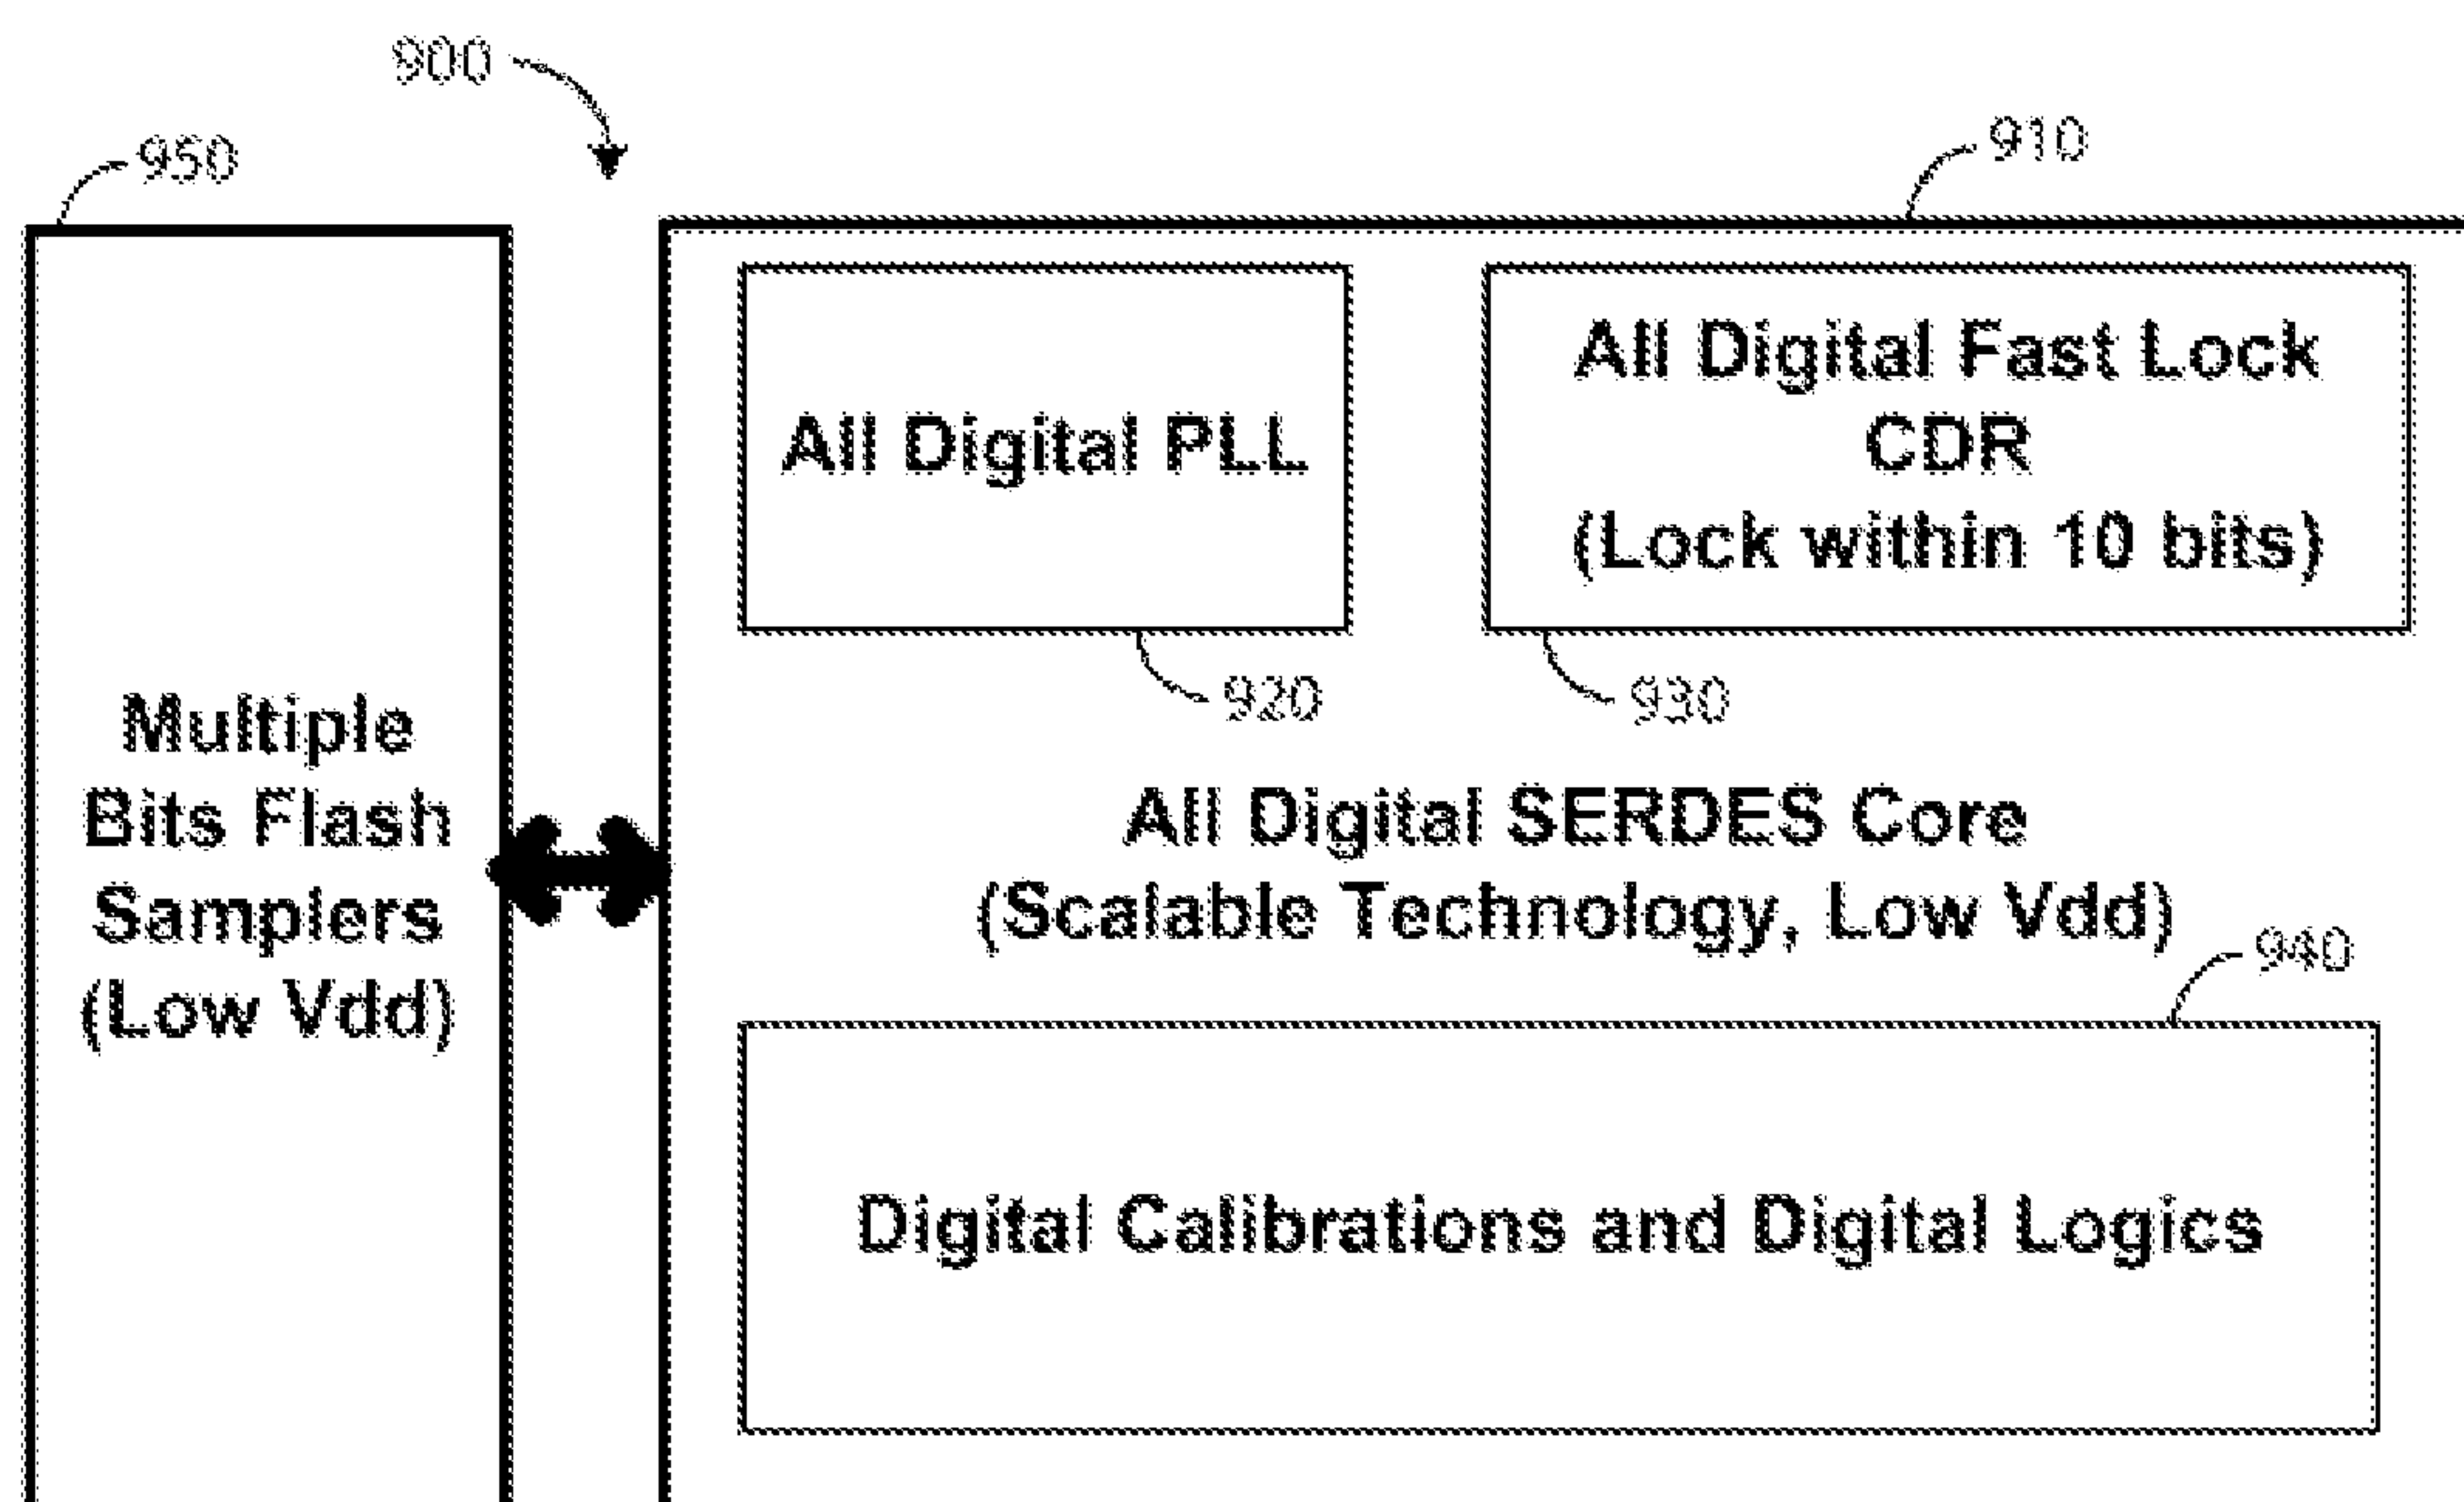 900
950
910
All Digital PLL
All Digital Fast Lock
CDR
(Lock within 10 bits)
920
930
Multiple
Bits Flash
Samplers
(Low Vdd)
All Digital SERDES Core
(Scalable Technology, Low Vdd)
940
Digital Calibrations and Digital Logics